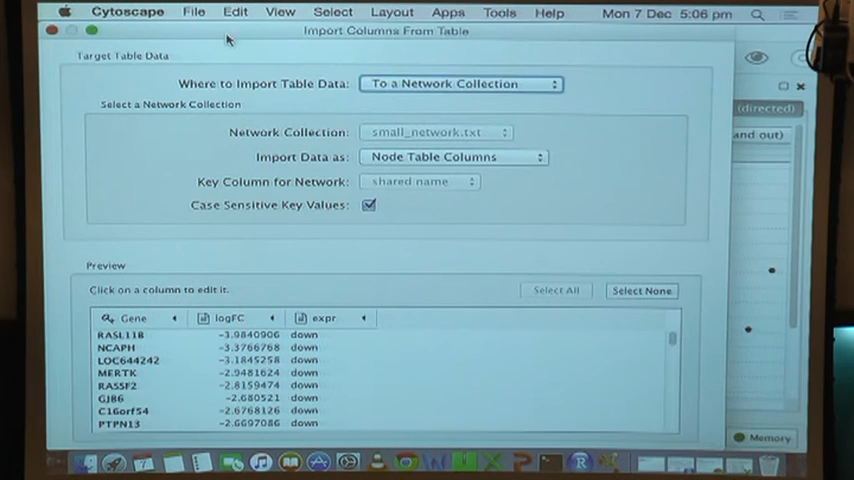 Cytoscape File Edit View Select Layout Apps Tools Help Mon 7 Dec 5:06 pm
Import Columns From Table
Target Table Data
Where to Import Table Data: To a Network Collection
Select a Network Collection
(directed)
Network Collection: small_network.txt
and out)
Import Data as: Node Table Columns
Key Column for Network: shared name
Case Sensitive Key Values:
Preview
Click on a column to edit it. Select All Select None
Gene logFC expr
RASL11B -3.9840906 down
NCAPH -3.3766768 down
LOC644242 -3.1845258 down
MERTK -2.9481624 down
RASSF2 -2.8159474 down
GJB6 -2.680521 down
C16orf54 -2.6768126 down
PTPN13 -2.6697086 down
Memory